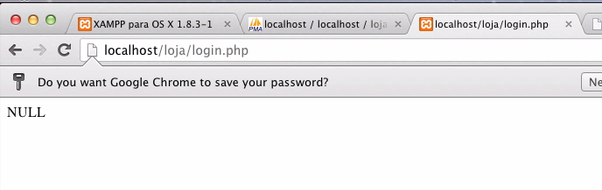 XAMPP para OS X 1.8.3-1
localhost / localhost / loja
localhost/loja/login.php
localhost/loja/login.php
Do you want Google Chrome to save your password?
Ne
NULL